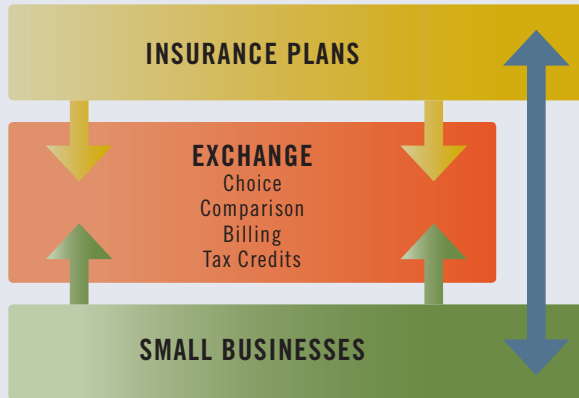 INSURANCE PLANS
EXCHANGE
Choice
Comparison
Billing
Tax Credits
SMALL BUSINESSES